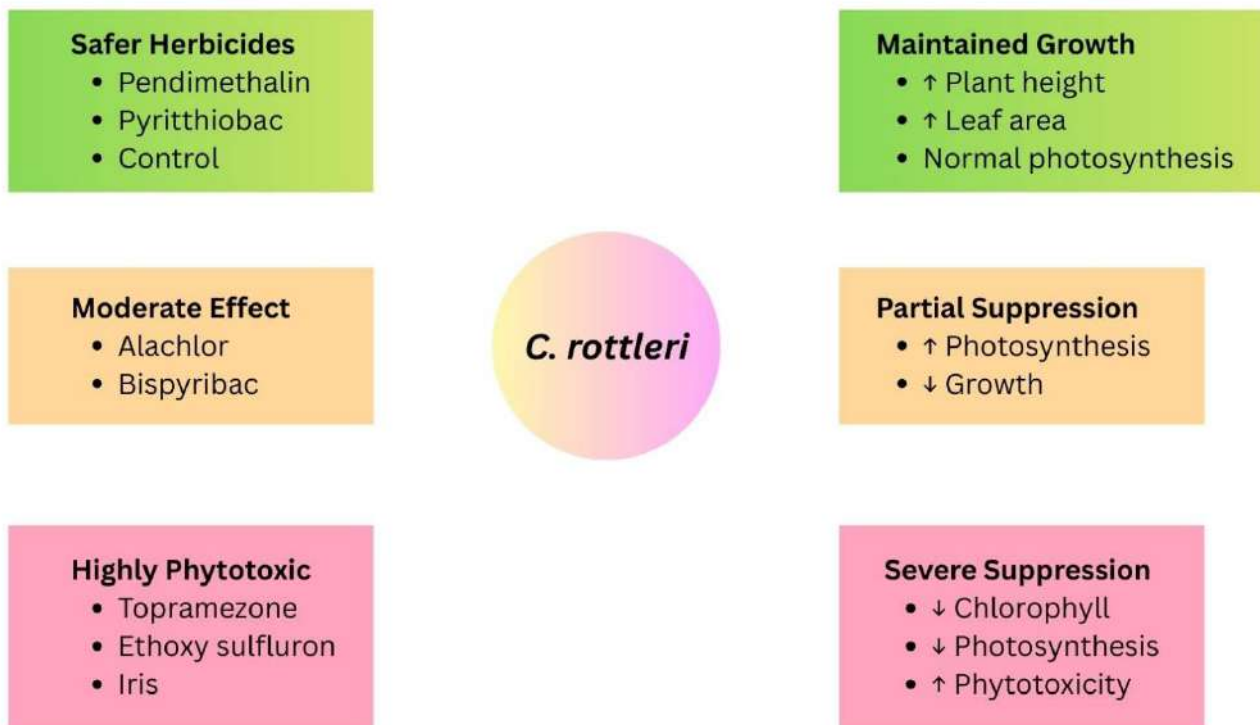 Safer Herbicides
• Pendimethalin
• Pyritthiobac
• Control
Maintained Growth
• ↑ Plant height
• ↑ Leaf area
• Normal photosynthesis
Moderate Effect
• Alachlor
• Bispyribac
C. rottleri
Partial Suppression
• ↑ Photosynthesis
• ↓ Growth
Highly Phytotoxic
• Topramezone
• Ethoxy sulfluron
• Iris
Severe Suppression
• ↓ Chlorophyll
• ↓ Photosynthesis
• ↑ Phytotoxicity